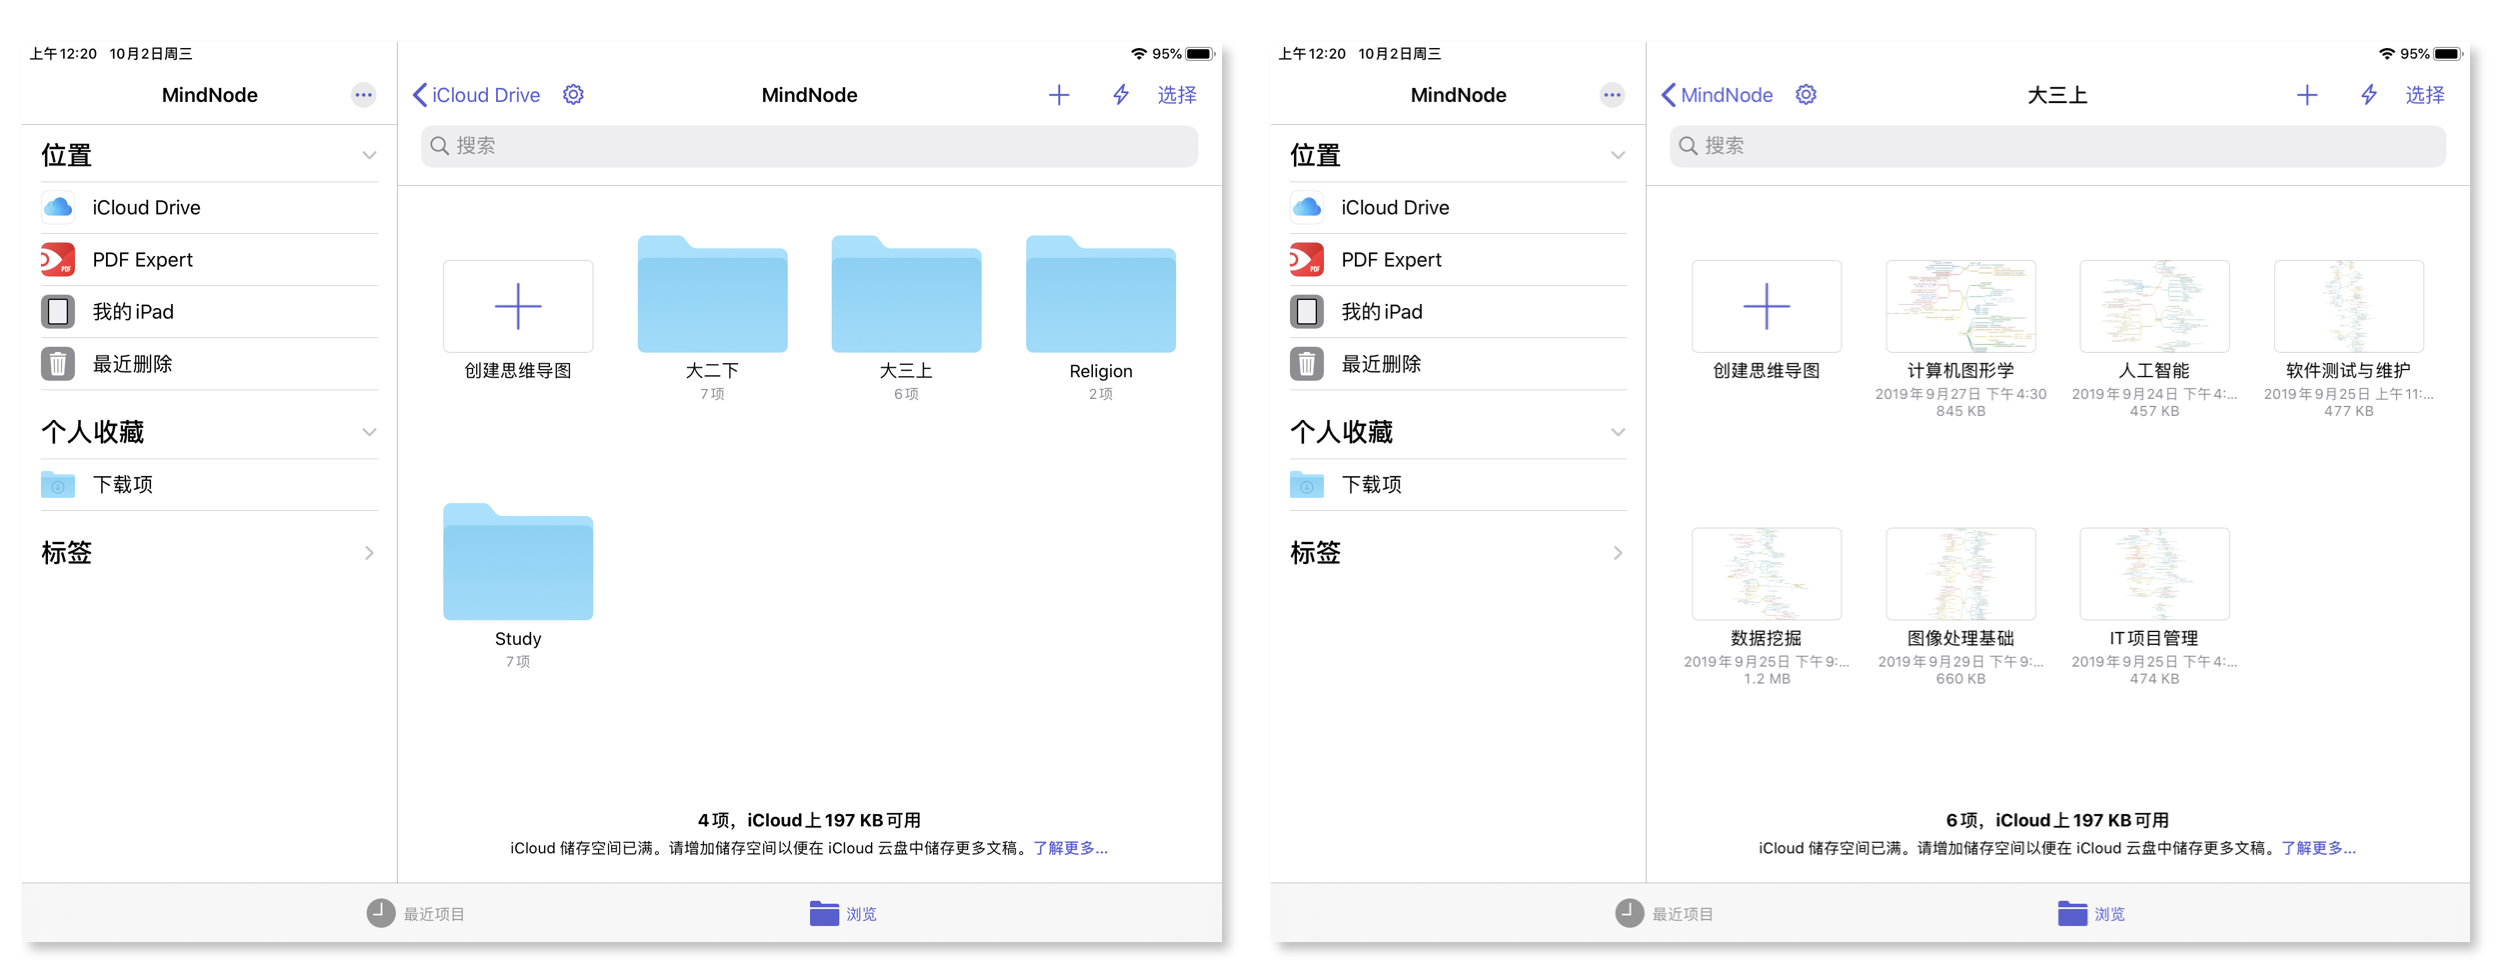 上午12:20 10月2日周三
95%
MindNode
位置
iCloud Drive
PDF Expert
我的 iPad
最近删除
个人收藏
下载项
标签
iCloud Drive
MindNode
选择
搜索
创建思维导图
大二下
7项
大三上
6项
Religion
2项
Study
7项
4项，iCloud上 197 KB可用
iCloud 储存空间已满。请增加储存空间以便在 iCloud 云盘中储存更多文稿。了解更多...
最近项目
浏览
上午12:20 10月2日周三
95%
MindNode
位置
iCloud Drive
PDF Expert
PDF
我的 iPad
最近删除
个人收藏
下载项
标签
MindNode
大三上
选择
搜索
创建思维导图
计算机图形学
2019年9月27日 下午4:30
845 KB
人工智能
2019年9月24日 下午4:...
457 KB
软件测试与维护
2019年9月25日 上午11:...
477 KB
数据挖掘
2019年9月25日 下午9:...
1.2 MB
图像处理基础
2019年9月29日 下午9:...
660 KB
IT项目管理
2019年9月25日 下午4:...
474 KB
6项，iCloud上 197 KB可用
iCloud 储存空间已满。请增加储存空间以便在 iCloud 云盘中储存更多文稿。了解更多...
最近项目
浏览